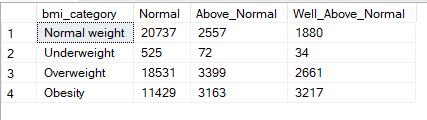 bmi_category Normal Above_Normal Well_Above_Normal
1 Normal weight 20737 2557 1880
2 Underweight 525 72 34
3 Overweight 18531 3399 2661
4 Obesity 11429 3163 3217